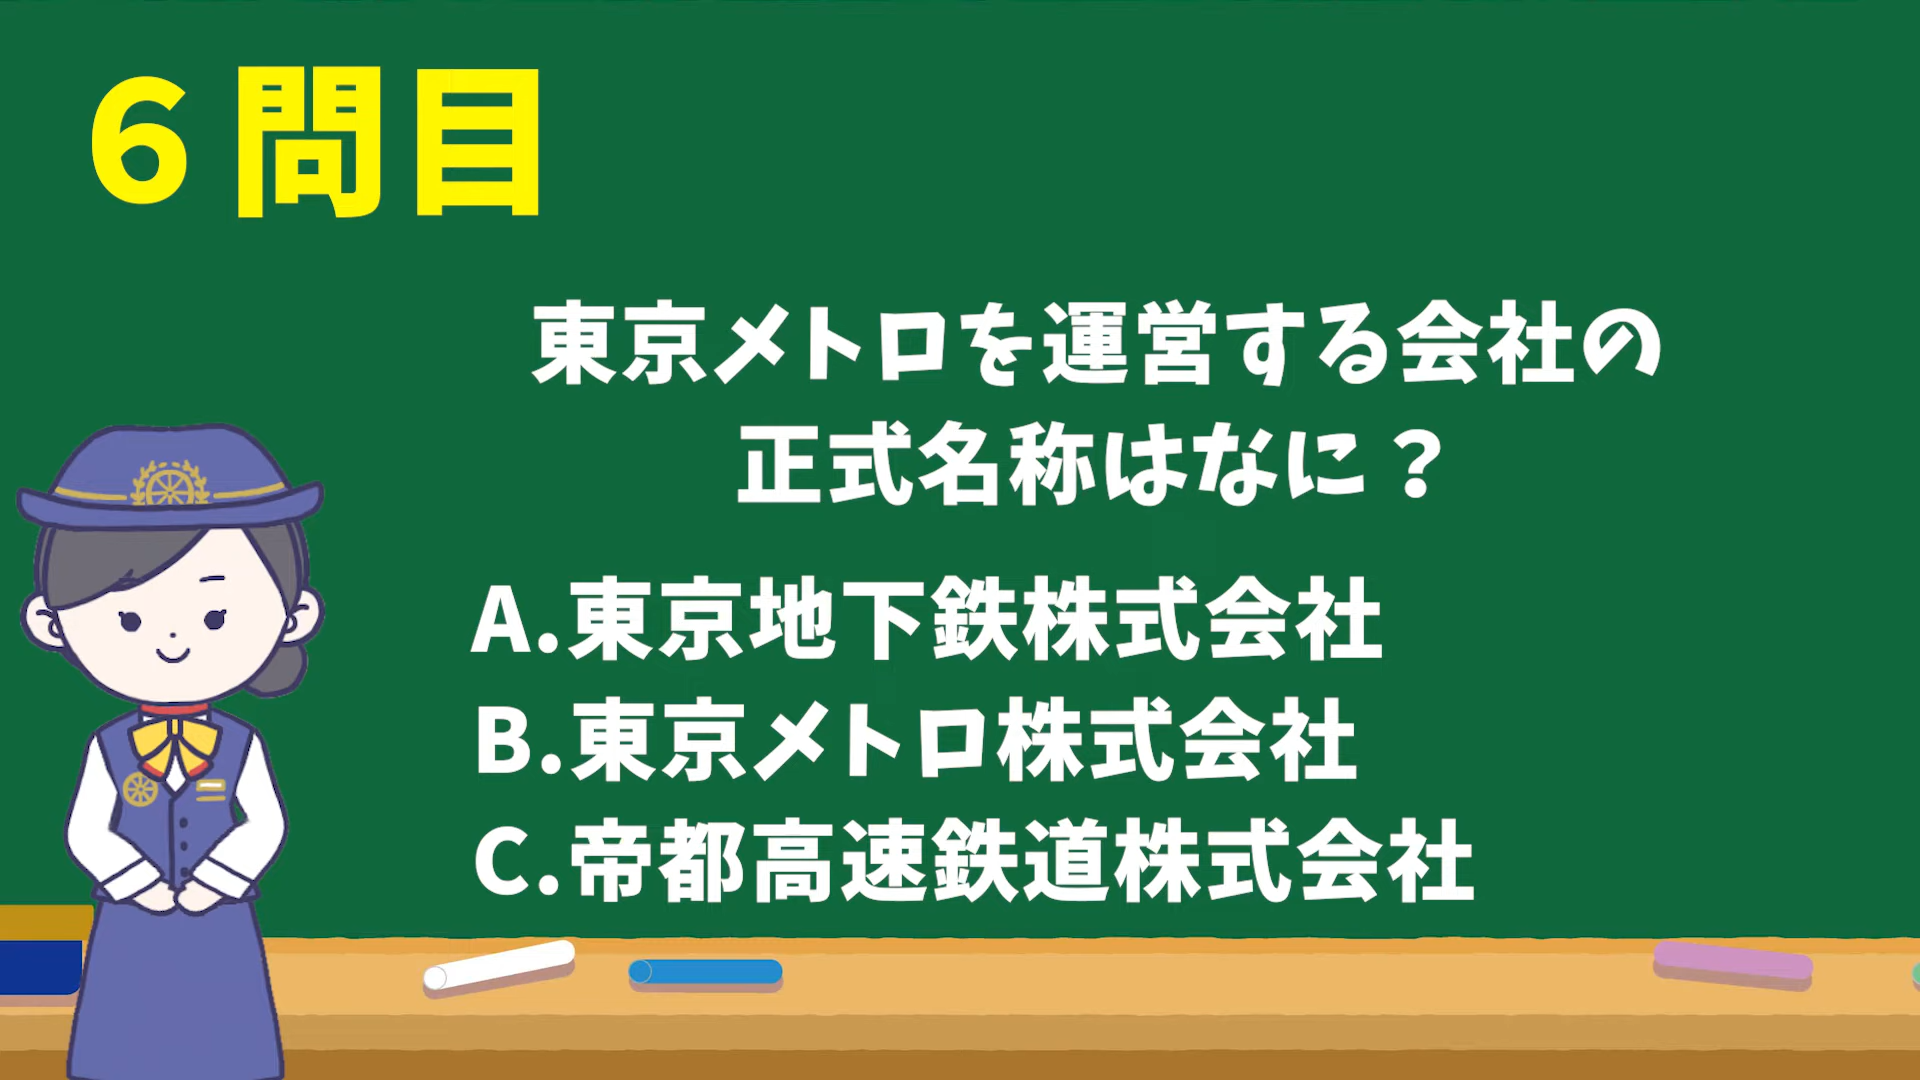 ６問目
東京メトロを運営する会社の
正式名称はなに？
A.東京地下鉄株式会社
B.東京メトロ株式会社
C.帝都高速鉄道株式会社